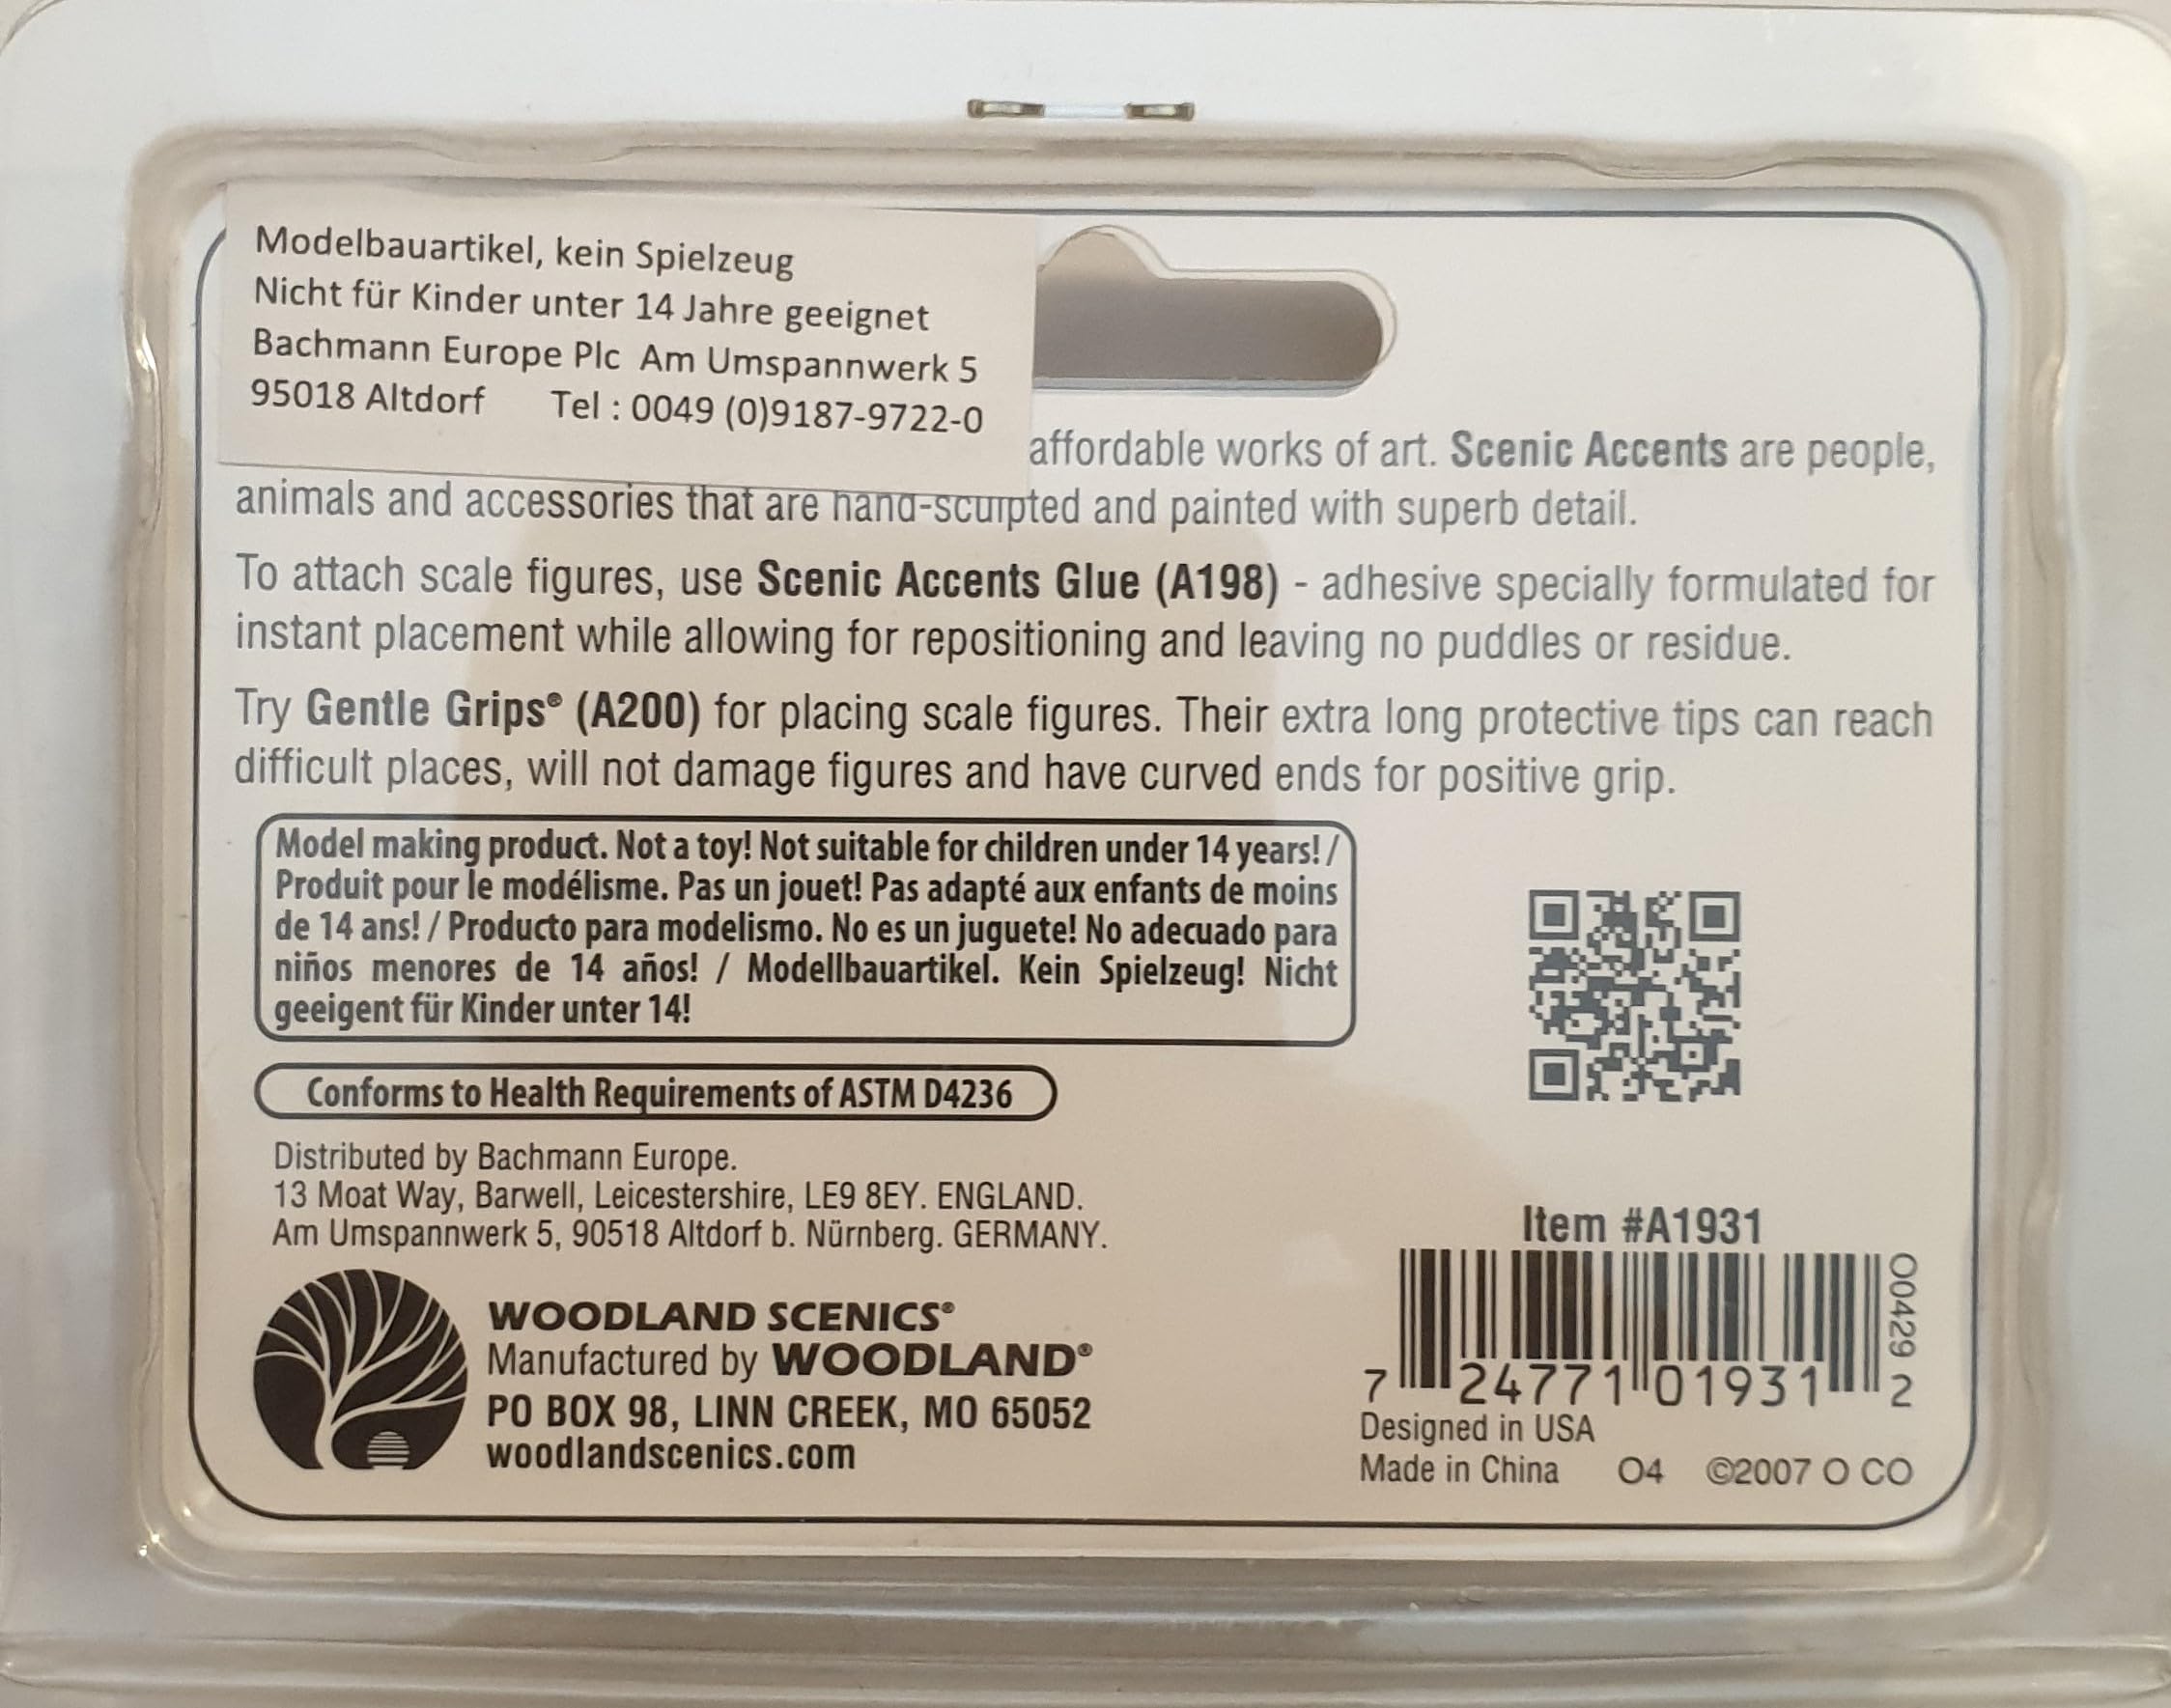 Modelbauartikel, kein Spielzeug
Nicht für Kinder unter 14 Jahre geeignet
Bachmann Europe Plc Am Umspannwerk 5
95018 Altdorf Tel : 0049 (0)9187-9722-0
affordable works of art. Scenic Accents are people,
animals and accessories that are hand-sculpted and painted with superb detail.
To attach scale figures, use Scenic Accents Glue (A198) - adhesive specially formulated for
instant placement while allowing for repositioning and leaving no puddles or residue.
Try Gentle Grips® (A200) for placing scale figures. Their extra long protective tips can reach
difficult places, will not damage figures and have curved ends for positive grip.
Model making product. Not a toy! Not suitable for children under 14 years! /
Produit pour le modélisme. Pas un jouet! Pas adapté aux enfants de moins
de 14 ans! / Producto para modelismo. No es un juguete! No adecuado para
niños menores de 14 años! / Modellbauartikel. Kein Spielzeug! Nicht
geeigent für Kinder unter 14!
Conforms to Health Requirements of ASTM D4236
Distributed by Bachmann Europe.
13 Moat Way, Barwell, Leicestershire, LE9 8EY. ENGLAND.
Am Umspannwerk 5, 90518 Altdorf b. Nürnberg. GERMANY.
WOODLAND SCENICS®
Manufactured by WOODLAND®
PO BOX 98, LINN CREEK, MO 65052
woodlandscenics.com
Item #A1931
O0429
7 24771 01931 2
Designed in USA
Made in China O4 ©2007 O CO